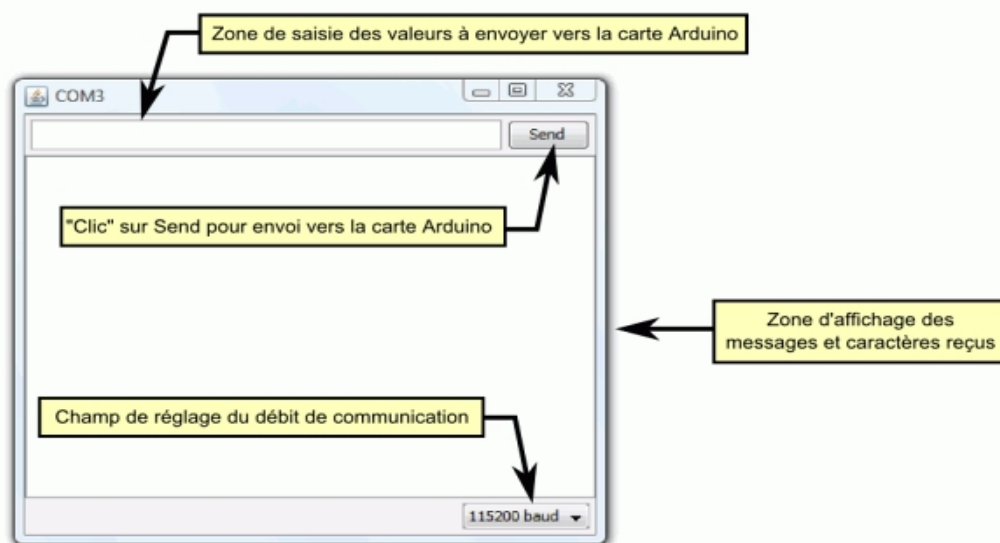 Zone de saisie des valeurs à envoyer vers la carte Arduino
COM3
Send
"Clic" sur Send pour envoi vers la carte Arduino
Zone d'affichage des
messages et caractères reçus
Champ de réglage du débit de communication
115200 baud